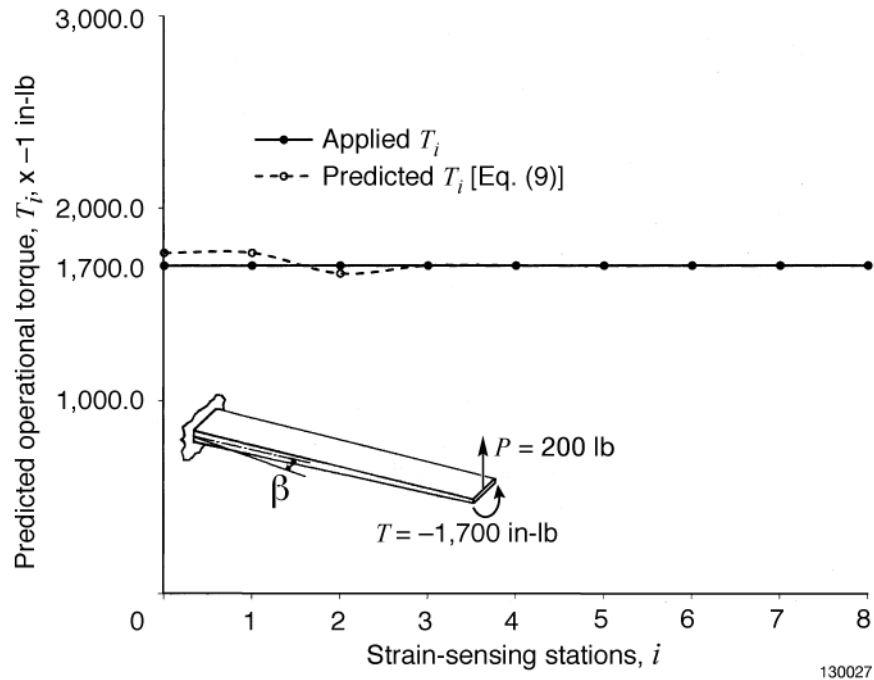 Predicted operational torque, Tᵢ, x –1 in-lb
3,000.0
2,000.0
1,700.0
1,000.0
0
Applied Tᵢ
Predicted Tᵢ [Eq. (9)]
P = 200 lb
β
T = –1,700 in-lb
1 2 3 4 5 6 7 8
Strain-sensing stations, i
130027